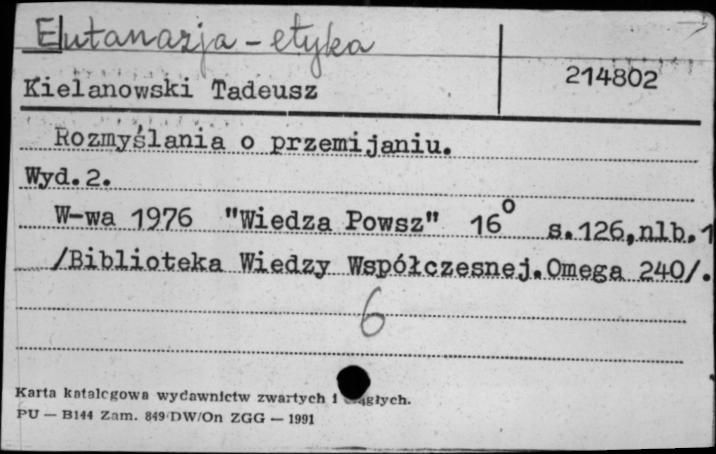 Eutanazja - etyka
Kielanowski Tadeusz
214802
Rozmyślania o przemijaniu.
Wyd.2.
W-wa 1976 "Wiedza Powsz" 16° s.126,nlb.1
/Biblioteka Wiedzy Współczesnej.Omega 240/.
6
Karta katalogowa wydawnictw zwartych i
PU — B144 Zam. 849 DW/On ZGG — 1991